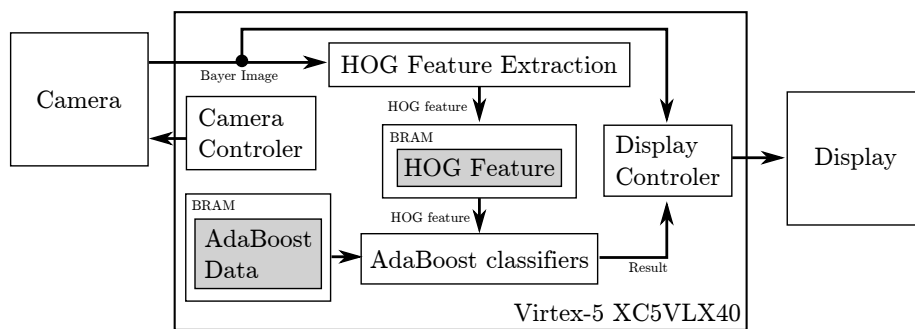 Camera
Bayer Image
HOG Feature Extraction
HOG feature
Camera
Controler
BRAM
HOG Feature
Display
Controler
Display
HOG feature
BRAM
AdaBoost
Data
AdaBoost classifiers
Result
Virtex-5 XC5VLX40